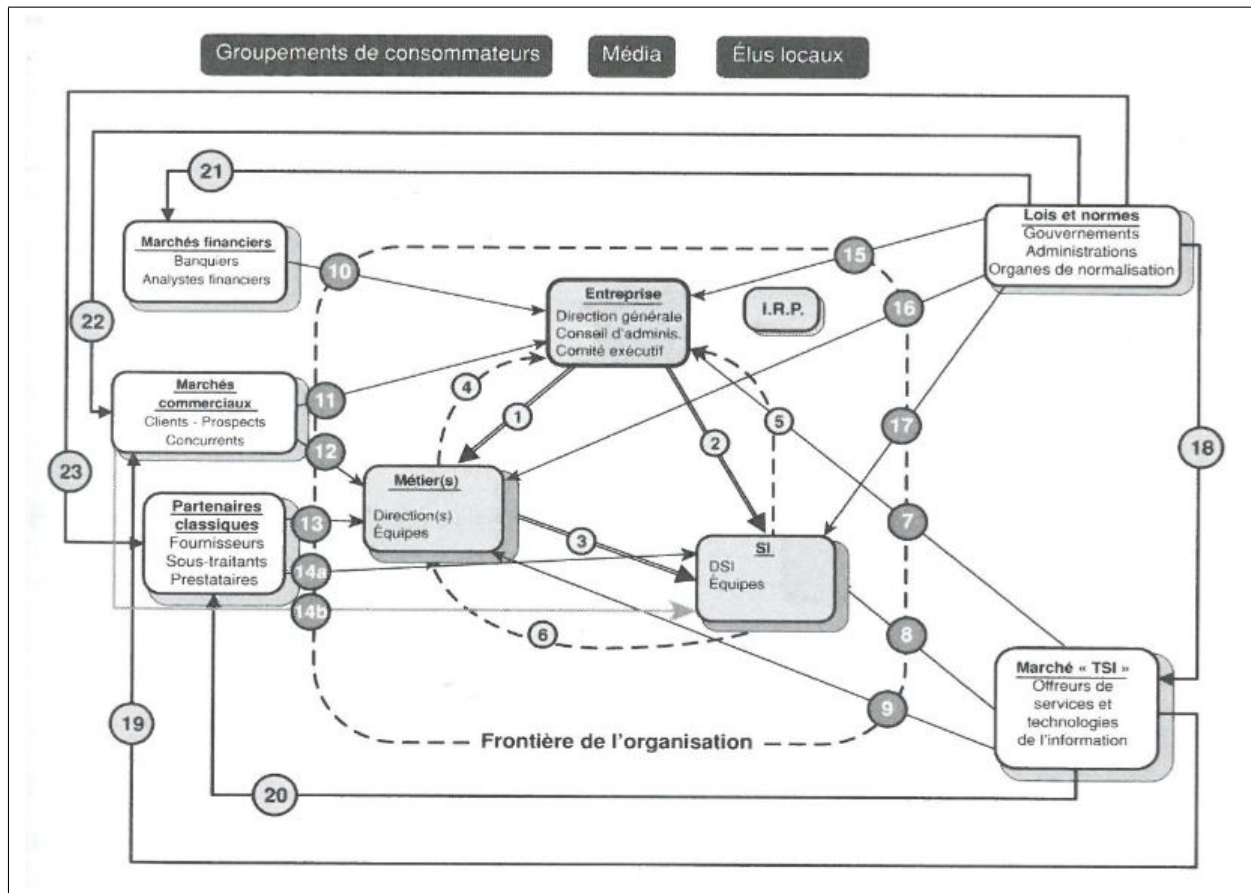 Groupements de consommateurs
Média
Élus locaux
21
Marchés financiers
Banquiers
Analystes financiers
Lois et normes
Gouvernements
Administrations
Organes de normalisation
10
15
Entreprise
Direction générale
Conseil d'adminis.
Comité exécutif
I.R.P.
16
22
4
Marchés
commerciaux
Clients - Prospects
Concurrents
11
1
2
5
17
18
12
23
Métier(s)
Direction(s)
Équipes
Partenaires
classiques
Fournisseurs
Sous-traitants
Prestataires
13
3
7
SI
DSI
Équipes
14a
14b
6
8
Marché « TSI »
Offreurs de
services et
technologies
de l'information
9
19
Frontière de l'organisation
20